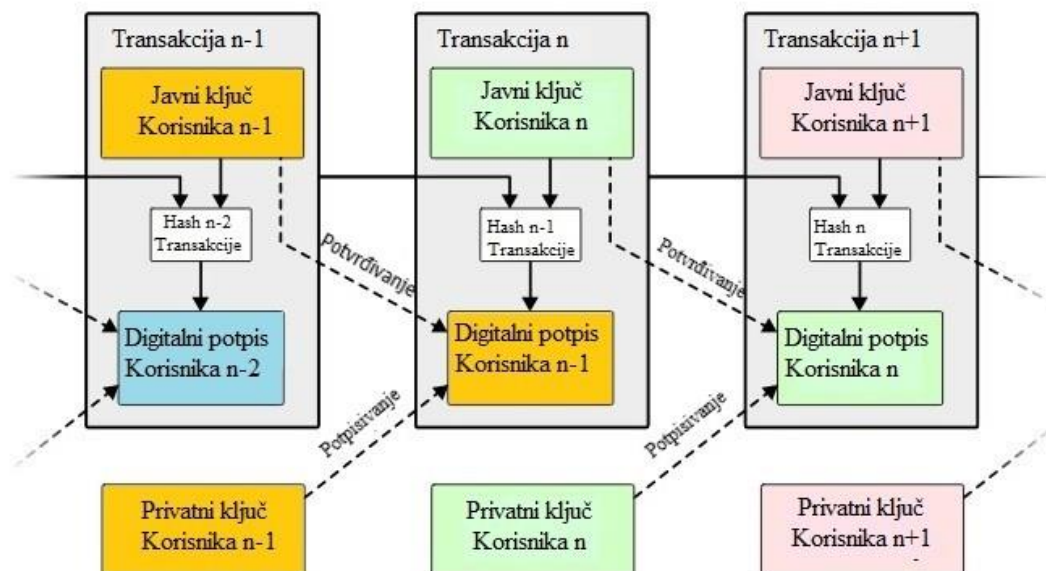 Transakcija n-1
Javni ključ
Korisnika n-1
Hash n-2
Transakcije
Digitalni potpis
Korisnika n-2
Privatni ključ
Korisnika n-1
Potvrđivanje
Potpisivanje
Transakcija n
Javni ključ
Korisnika n
Hash n-1
Transakcije
Digitalni potpis
Korisnika n-1
Privatni ključ
Korisnika n
Potvrđivanje
Potpisivanje
Transakcija n+1
Javni ključ
Korisnika n+1
Hash n
Transakcije
Digitalni potpis
Korisnika n
Privatni ključ
Korisnika n+1